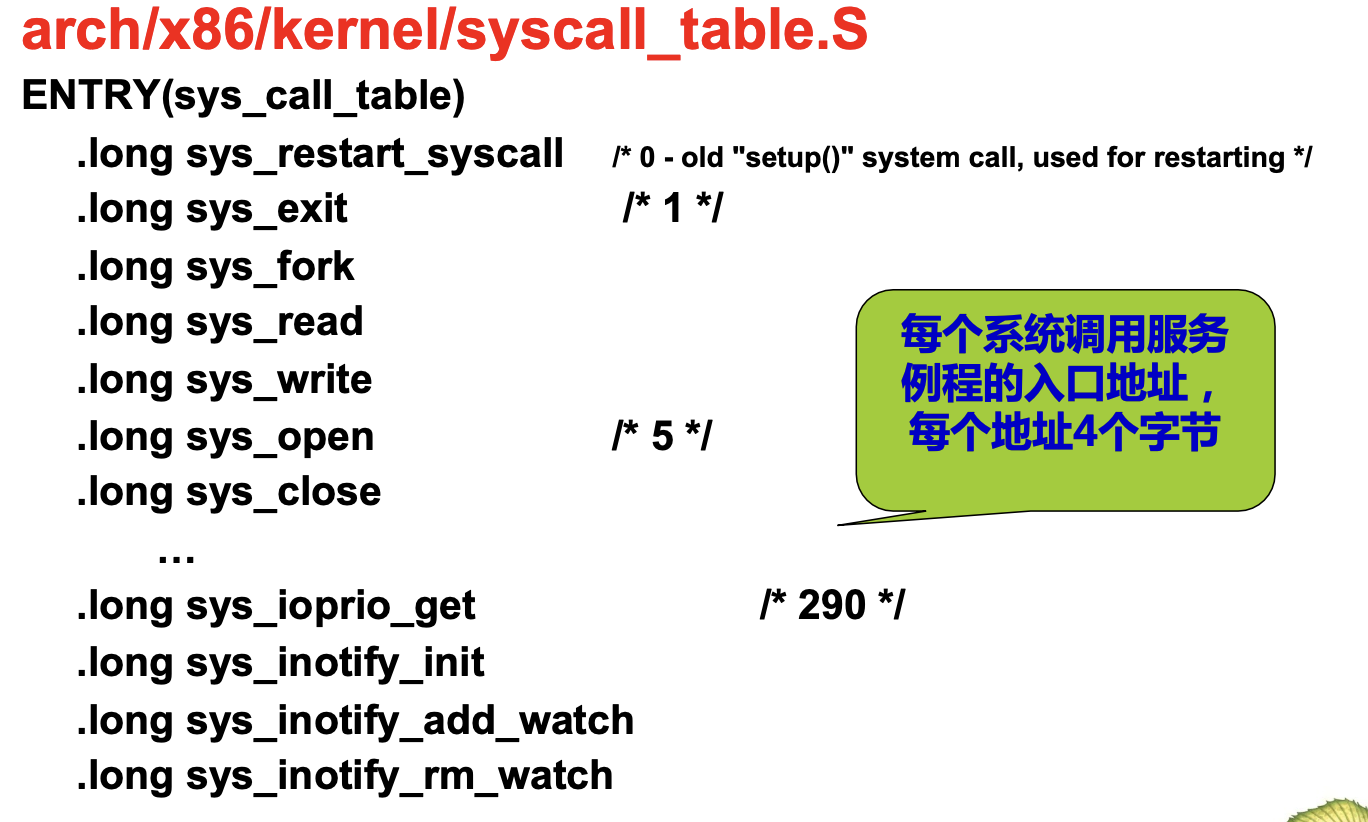 arch/x86/kernel/syscall_table.S
ENTRY(sys_call_table)
.long sys_restart_syscall /* 0 - old "setup()" system call, used for restarting */
.long sys_exit /* 1 */
.long sys_fork
.long sys_read
.long sys_write
.long sys_open /* 5 */
.long sys_close
...
.long sys_ioprio_get /* 290 */
.long sys_inotify_init
.long sys_inotify_add_watch
.long sys_inotify_rm_watch
每个系统调用服务
例程的入口地址，
每个地址4个字节